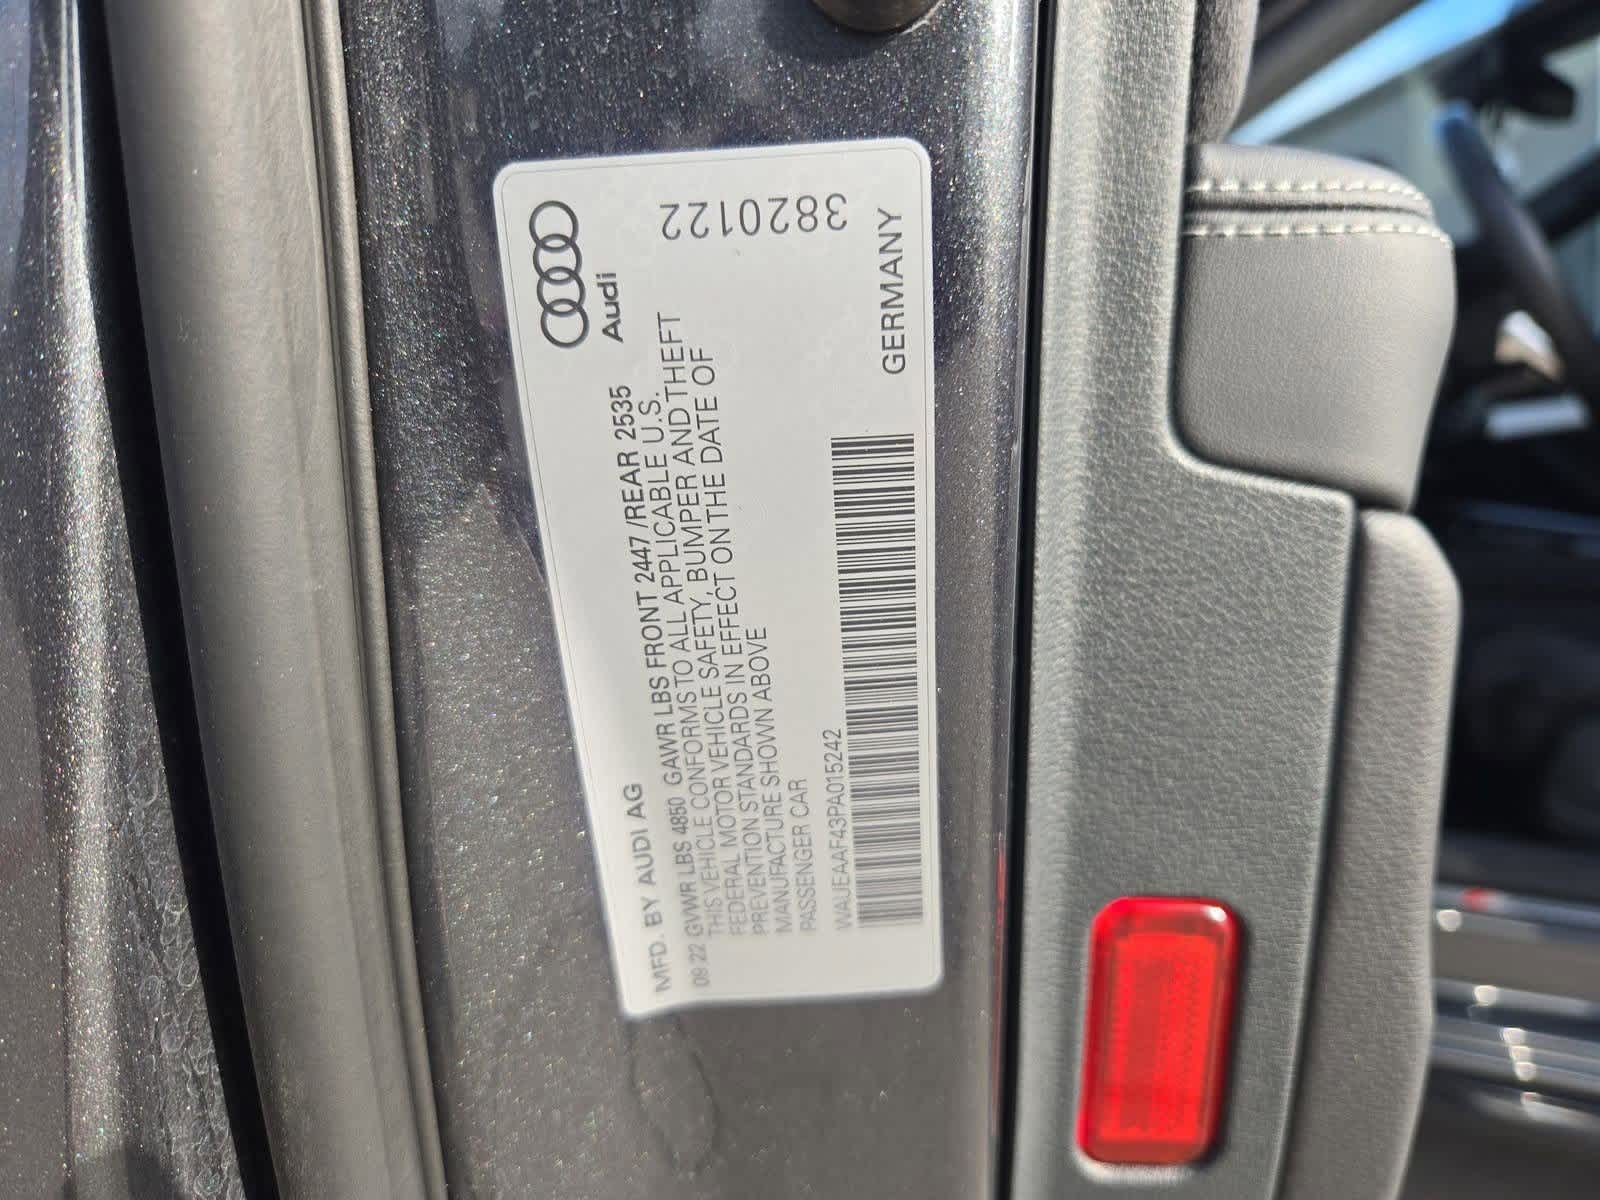 Audi
3820122
MFD. BY AUDI AG
09 22 GVWR LBS 4850 GAWR LBS FRONT 2447 /REAR 2535
THIS VEHICLE CONFORMS TO ALL APPLICABLE U.S.
FEDERAL MOTOR VEHICLE SAFETY, BUMPER AND THEFT
PREVENTION STANDARDS IN EFFECT ON THE DATE OF
MANUFACTURE SHOWN ABOVE
PASSENGER CAR
WAUEAAF43PA015242
GERMANY